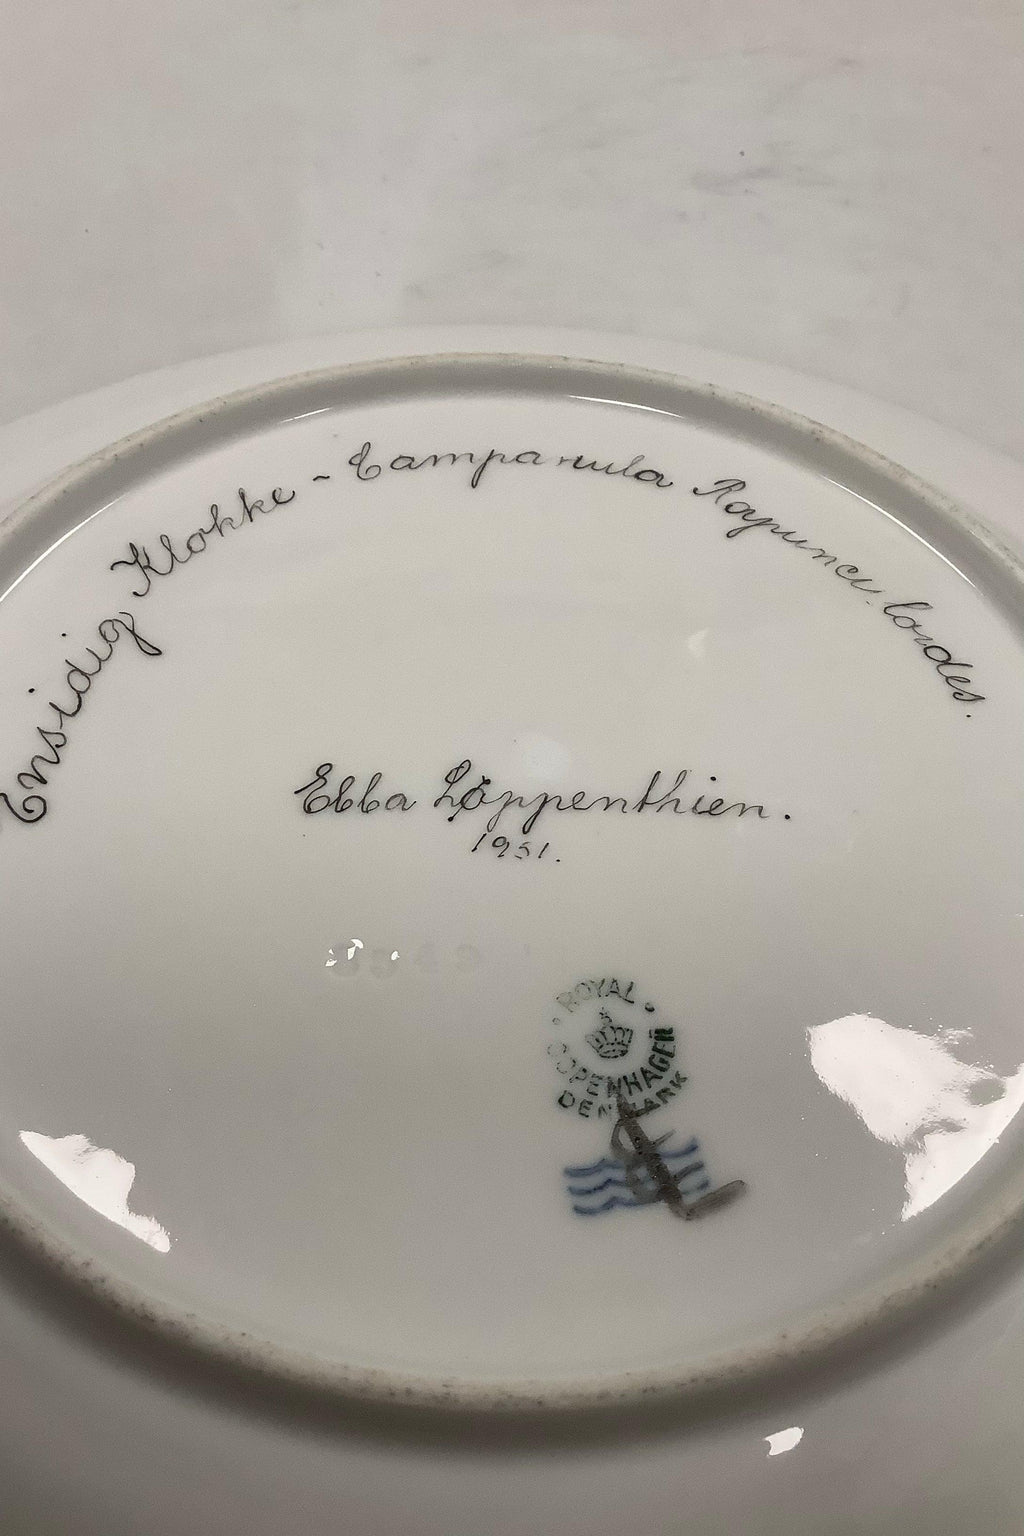 Ensidig Klokke - Campanula Rapunculoides.
Ebba Løppenthien.
1951.
ROYAL
COPENHAGEN
DENMARK